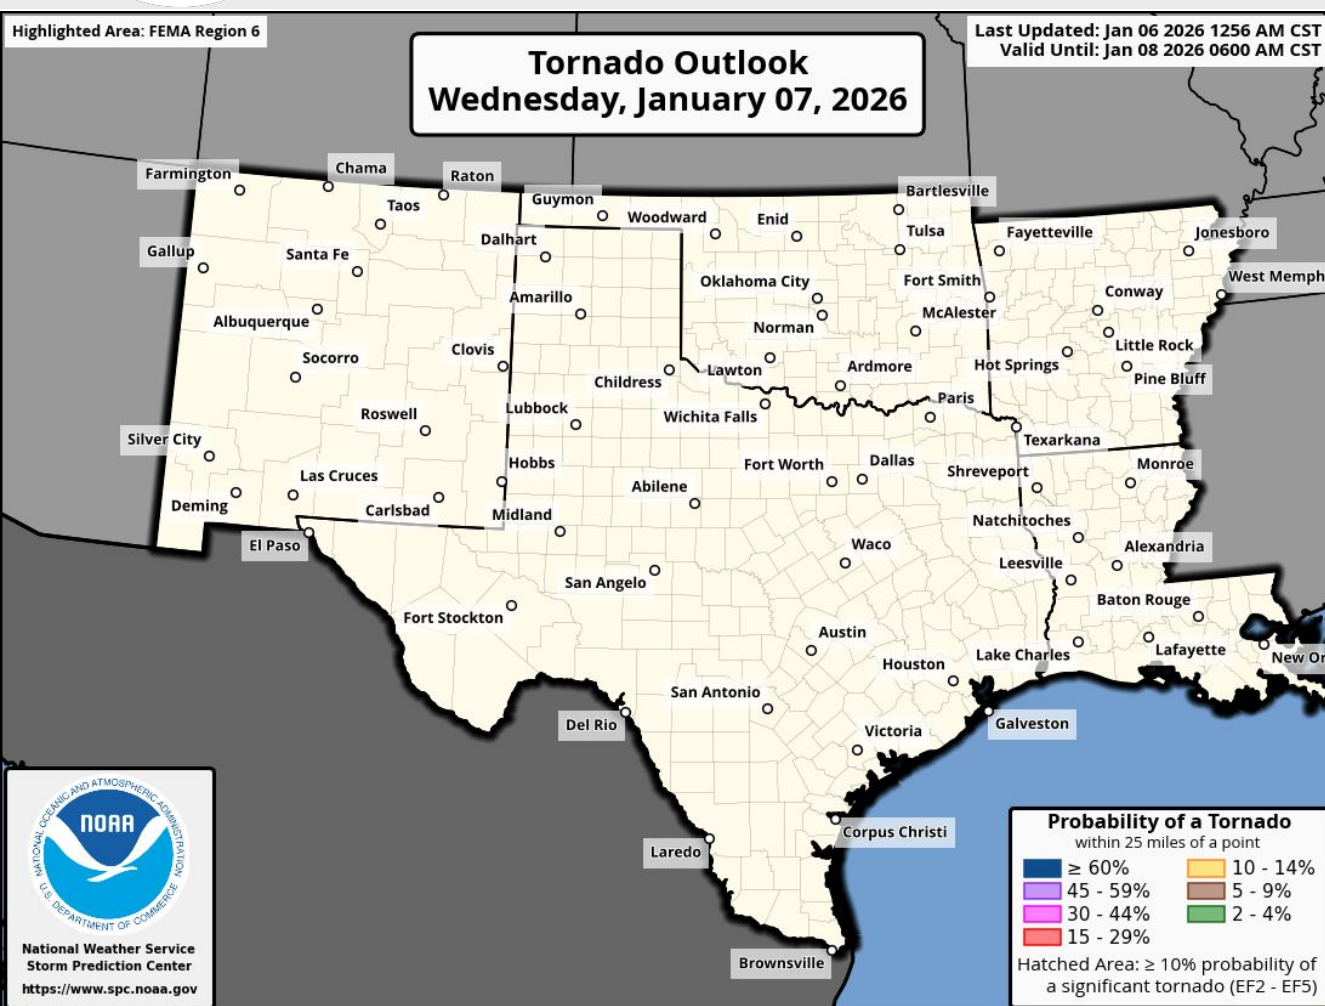 Highlighted Area: FEMA Region 6
Last Updated: Jan 06 2026 1256 AM CST
Valid Until: Jan 08 2026 0600 AM CST
Tornado Outlook
Wednesday, January 07, 2026
Farmington
Chama
Raton
Taos
Guymon
Woodward
Enid
Bartlesville
Tulsa
Fayetteville
Jonesboro
Gallup
Santa Fe
Dalhart
Oklahoma City
Fort Smith
West Memph
Albuquerque
Amarillo
Norman
McAlester
Conway
Little Rock
Socorro
Clovis
Childress
Lawton
Ardmore
Hot Springs
Pine Bluff
Roswell
Lubbock
Wichita Falls
Paris
Texarkana
Silver City
Las Cruces
Hobbs
Abilene
Fort Worth
Dallas
Shreveport
Monroe
Deming
Carlsbad
Midland
Natchitoches
El Paso
San Angelo
Waco
Leesville
Alexandria
Fort Stockton
Austin
Baton Rouge
Houston
Lake Charles
Lafayette
New Or
Del Rio
San Antonio
Victoria
Galveston
Laredo
Corpus Christi
Brownsville
NATIONAL OCEANIC AND ATMOSPHERIC ADMINISTRATION
NOAA
U.S. DEPARTMENT OF COMMERCE
National Weather Service
Storm Prediction Center
https://www.spc.noaa.gov
Probability of a Tornado
within 25 miles of a point
≥ 60%
10 - 14%
45 - 59%
5 - 9%
30 - 44%
2 - 4%
15 - 29%
Hatched Area: ≥ 10% probability of
a significant tornado (EF2 - EF5)